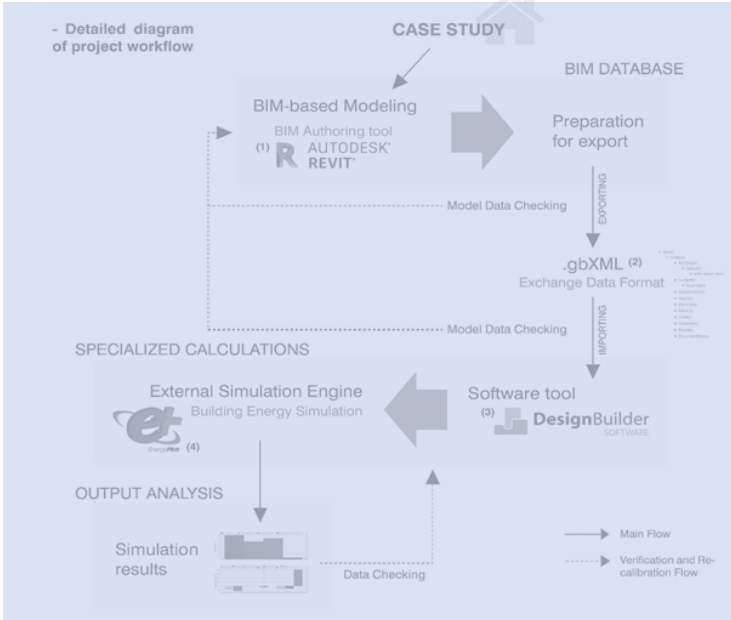 - Detailed diagram
of project workflow
CASE STUDY
BIM DATABASE
BIM-based Modeling
BIM Authoring tool
(1) R AUTODESK®
REVIT®
Preparation
for export
Model Data Checking
EXPORTING
.gbXML (2)
Exchange Data Format
Model Data Checking
IMPORTING
SPECIALIZED CALCULATIONS
External Simulation Engine
Building Energy Simulation
EnergyPlus (4)
Software tool
(3) DesignBuilder
SOFTWARE
OUTPUT ANALYSIS
Simulation
results
Data Checking
Main Flow
Verification and Re-
calibration Flow